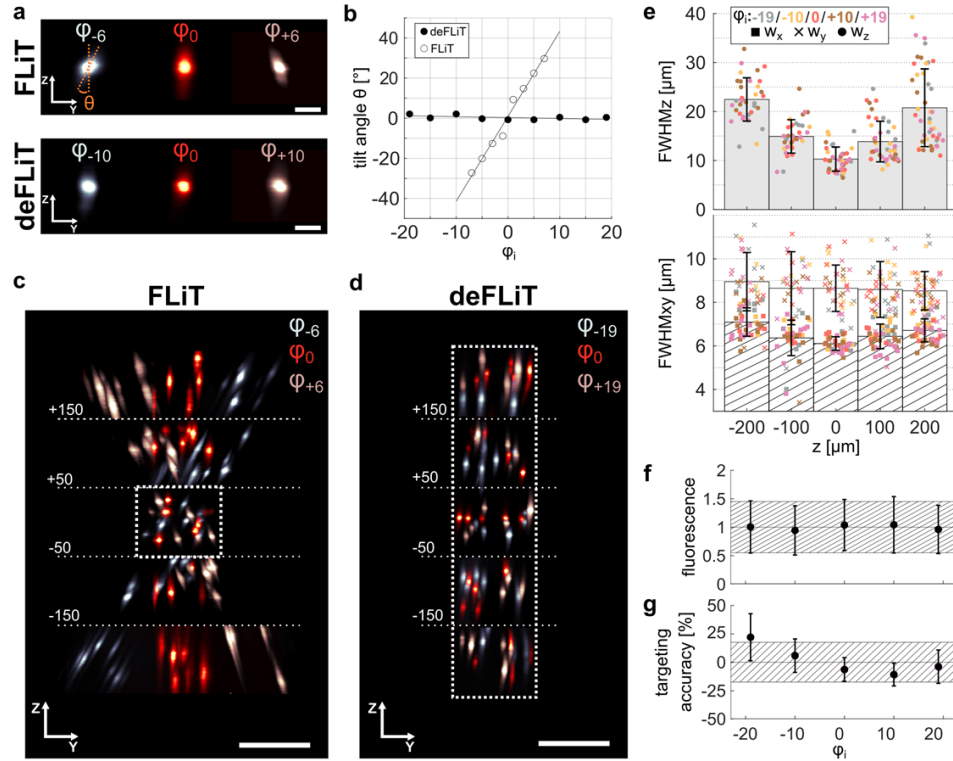 a
FLiT
φ-6
φ0
φ+6
Z
Y
θ
deFLiT
φ-10
φ0
φ+10
Z
Y
b
deFLiT
FLiT
tilt angle θ [°]
40
20
0
-20
-40
-20
-10
0
10
20
φi
c
FLiT
φ-6
φ0
φ+6
+150
+50
-50
-150
Z
Y
d
deFLiT
φ-19
φ0
φ+19
+150
+50
-50
-150
Z
Y
e
φi:-19/-10/0/+10/+19
wx
wy
wz
FWHMz [µm]
40
30
20
10
0
FWHMxy [µm]
10
8
6
4
-200
-100
0
100
200
z [µm]
f
fluorescence
2
1.5
1
0.5
0
g
targeting
accuracy [%]
50
25
0
-25
-50
-20
-10
0
10
20
φi